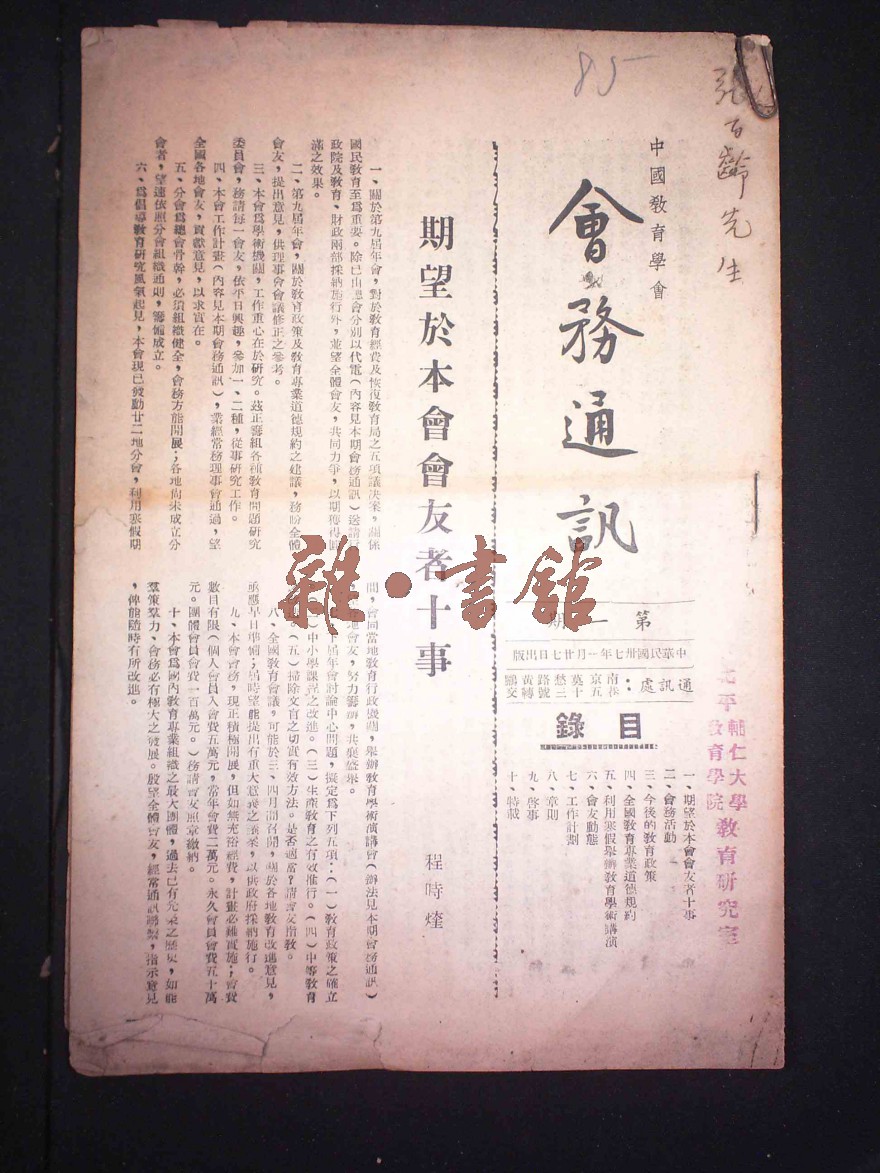 85
張百齡先生
中國教育學會
會務通訊
第一期
中華民國卅七年一月廿七日出版
通訊處：南京莫愁路黃
目錄
一、期望於本會會友者十事
二、會務活動
三、今後的教育政策
四、全國教育專業道德規約
五、利用寒假舉辦教育學術講演
六、會友動態
七、工作計劃
八、章則
九、啓事
十、特載
北平輔仁大學
教育學院教育研究室
期望於本會會友者十事
程時煃
一、關於第九屆年會，對於教育經費及恢復教育局之五項議決案，關係
國民教育至爲重要。除已由總會分別以代電（內容見本期會務通訊）送請
政院及教育、財政兩部採納施行外，並望全體會友，共同力爭，以期獲得圓
滿之效果。
二、第九屆年會，關於教育政策及教育專業道德規約之建議，務盼全體
會友，提出意見，供理事會會議修正之參考。
三、本會爲學術機關，工作重心在於研究。茲正籌組各種教育問題研究
委員會，務請每一會友，依平日興趣，參加一、二種，從事研究工作。
四、本會工作計畫（內容見本期會務通訊），業經常務理事會通過，望
全國各地會友，貢獻意見，以求實在。
五、分會爲總會骨幹，必須組織健全，會務方能開展；各地尚未成立分
會者，望速依照分會組織通則，籌備成立。
六、爲倡導教育研究風氣起見，本會現已發動廿二地分會，利用寒假期
間，會同當地教育行政機關，舉辦教育學術演講會（辦法見本期會務通訊）
地會友，努力籌辦，共襄盛舉。
下屆年會討論中心問題，擬定爲下列五項：（一）教育政策之確立
中小學課程之改進。（三）生產教育之有效推行。（四）中等教育
（五）掃除文盲之切實有效方法。是否適當？請會友指教。
八、全國教育會議，可能於三、四月間召開，關於各地教育改進意見，
亟應早日準備；屆時望能提出有重大意義之議案，以供政府採納施行。
九、本會會務，現正積極開展，但如無充裕經費，計畫必難實施；會費
數目有限（個人會員入會費五萬元，常年會費二萬元。永久會員會費五十萬
元。團體會員會費一百萬元。）務請會友照章繳納。
十、本會爲國內教育專業組織之最大團體，過去已有光榮之歷史，如能
羣策羣力，會務必有極大之發展。殷望全體會友，經常通訊聯繫，指示意見
，俾能隨時有所改進。
雜·書館